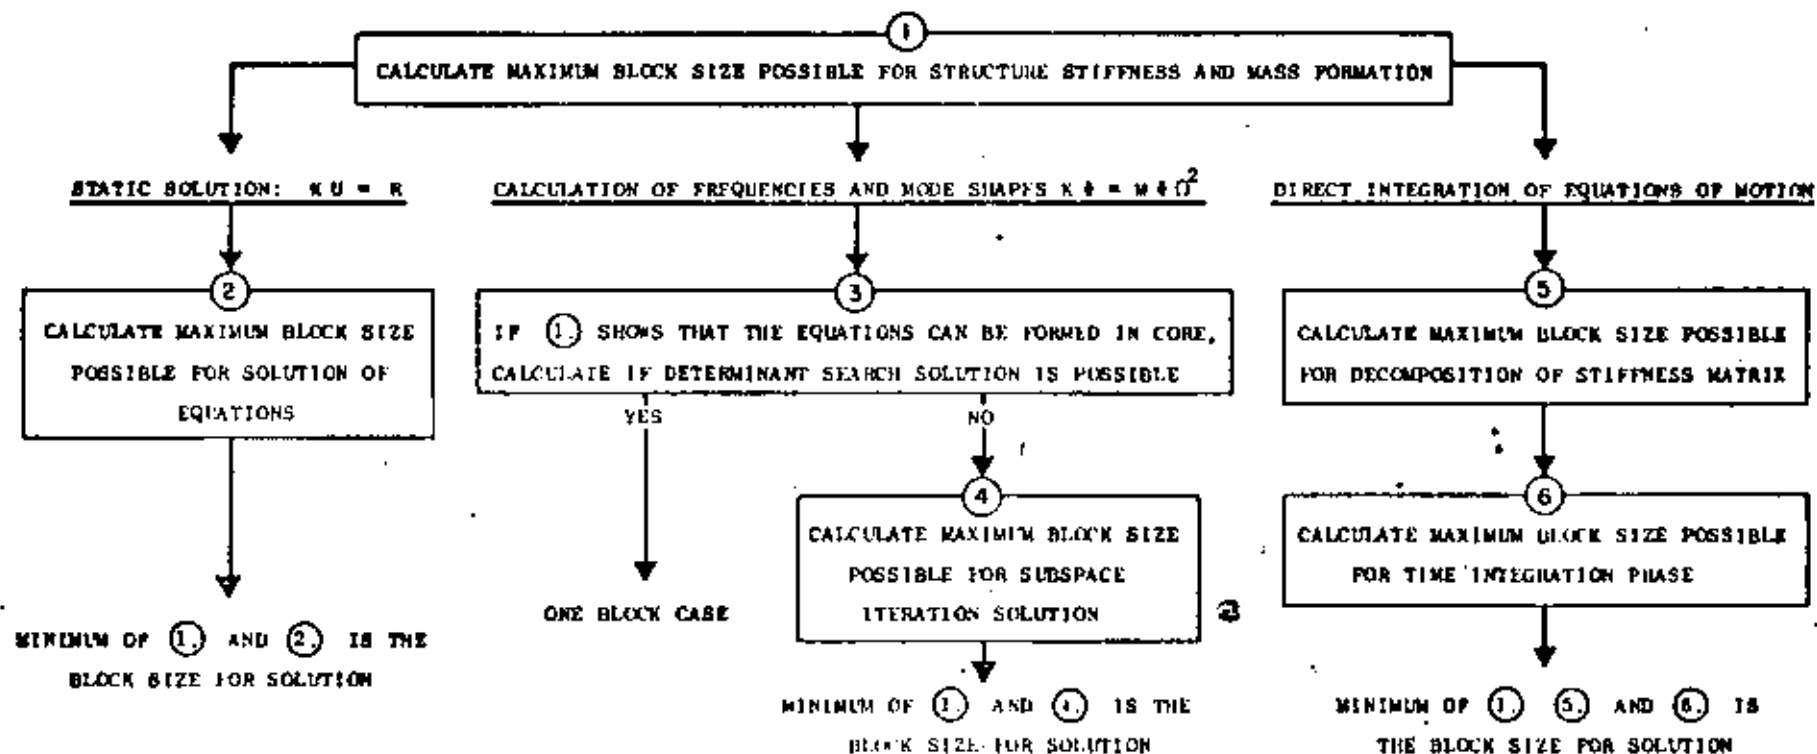 1
CALCULATE MAXIMUM BLOCK SIZE POSSIBLE FOR STRUCTURE STIFFNESS AND MASS FORMATION
STATIC SOLUTION: K U = R
CALCULATION OF FREQUENCIES AND MODE SHAPES K Φ = M Φ Ω²
DIRECT INTEGRATION OF EQUATIONS OF MOTION
2
CALCULATE MAXIMUM BLOCK SIZE
POSSIBLE FOR SOLUTION OF
EQUATIONS
MINIMUM OF 1. AND 2. IS THE
BLOCK SIZE FOR SOLUTION
3
IF 1. SHOWS THAT THE EQUATIONS CAN BE FORMED IN CORE,
CALCULATE IF DETERMINANT SEARCH SOLUTION IS POSSIBLE
YES
NO
ONE BLOCK CASE
4
CALCULATE MAXIMUM BLOCK SIZE
POSSIBLE FOR SUBSPACE
ITERATION SOLUTION
MINIMUM OF 1. AND 4. IS THE
BLOCK SIZE FOR SOLUTION
5
CALCULATE MAXIMUM BLOCK SIZE POSSIBLE
FOR DECOMPOSITION OF STIFFNESS MATRIX
6
CALCULATE MAXIMUM BLOCK SIZE POSSIBLE
FOR TIME INTEGRATION PHASE
MINIMUM OF 1. 5. AND 6. IS
THE BLOCK SIZE FOR SOLUTION